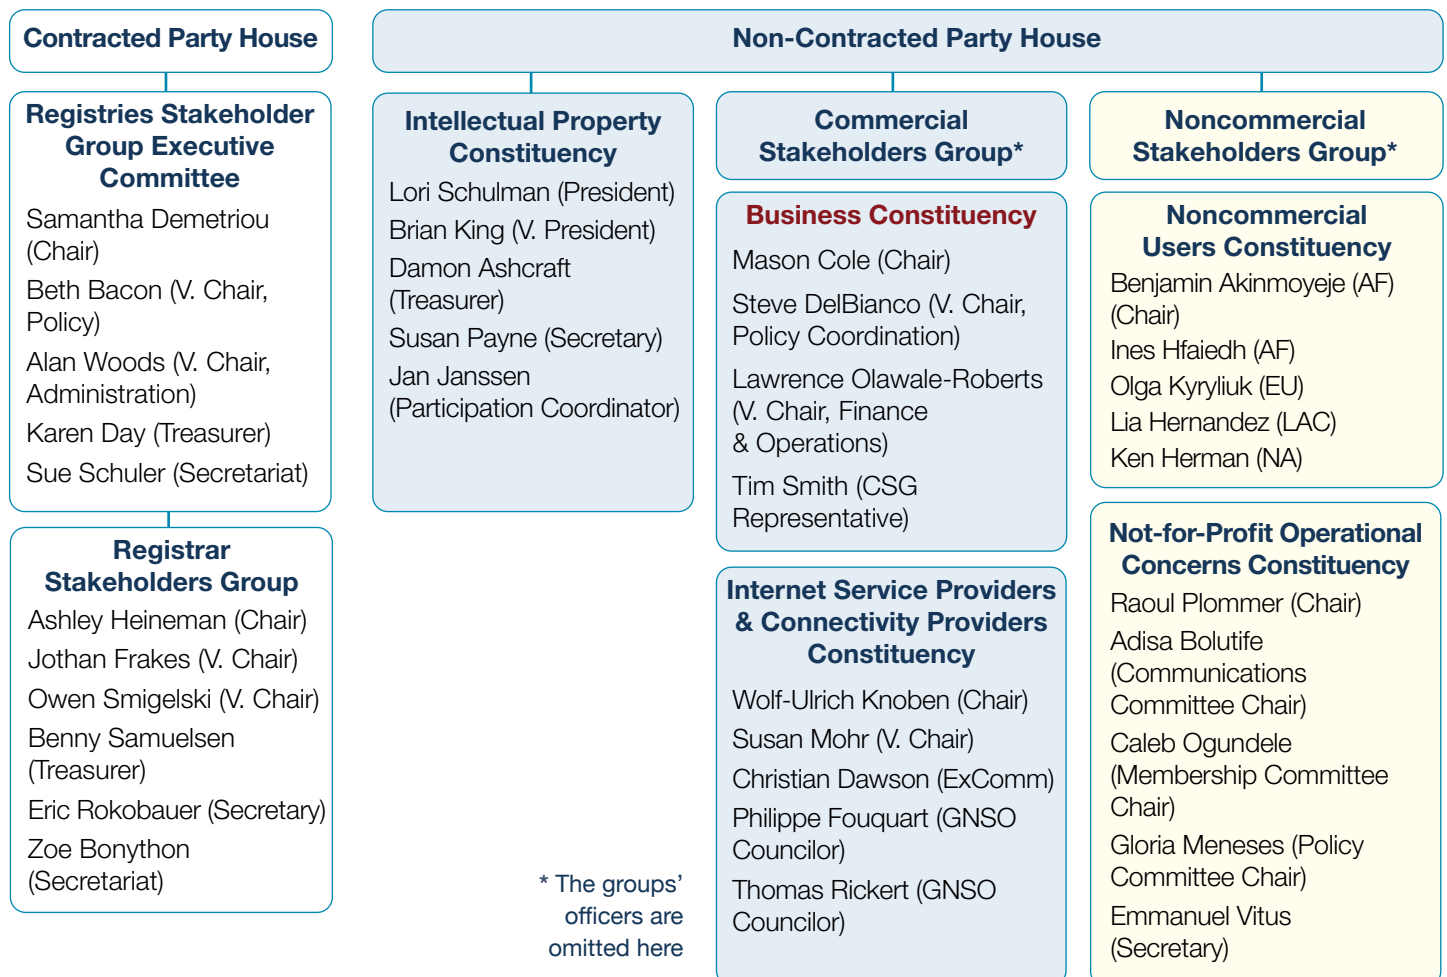 Contracted Party House
Non-Contracted Party House
Registries Stakeholder
Group Executive
Committee
Samantha Demetriou
(Chair)
Beth Bacon (V. Chair,
Policy)
Alan Woods (V. Chair,
Administration)
Karen Day (Treasurer)
Sue Schuler (Secretariat)
Registrar
Stakeholders Group
Ashley Heineman (Chair)
Jothan Frakes (V. Chair)
Owen Smigelski (V. Chair)
Benny Samuelsen
(Treasurer)
Eric Rokobauer (Secretary)
Zoe Bonython
(Secretariat)
Intellectual Property
Constituency
Lori Schulman (President)
Brian King (V. President)
Damon Ashcraft
(Treasurer)
Susan Payne (Secretary)
Jan Janssen
(Participation Coordinator)
Commercial
Stakeholders Group*
Business Constituency
Mason Cole (Chair)
Steve DelBianco (V. Chair,
Policy Coordination)
Lawrence Olawale-Roberts
(V. Chair, Finance
& Operations)
Tim Smith (CSG
Representative)
Internet Service Providers
& Connectivity Providers
Constituency
Wolf-Ulrich Knoben (Chair)
Susan Mohr (V. Chair)
Christian Dawson (ExComm)
Philippe Fouquart (GNSO
Councilor)
Thomas Rickert (GNSO
Councilor)
Noncommercial
Stakeholders Group*
Noncommercial
Users Constituency
Benjamin Akinmoyeje (AF)
(Chair)
Ines Hfaiedh (AF)
Olga Kyryliuk (EU)
Lia Hernandez (LAC)
Ken Herman (NA)
Not-for-Profit Operational
Concerns Constituency
Raoul Plommer (Chair)
Adisa Bolutife
(Communications
Committee Chair)
Caleb Ogundele
(Membership Committee
Chair)
Gloria Meneses (Policy
Committee Chair)
Emmanuel Vitus
(Secretary)
* The groups'
officers are
omitted here